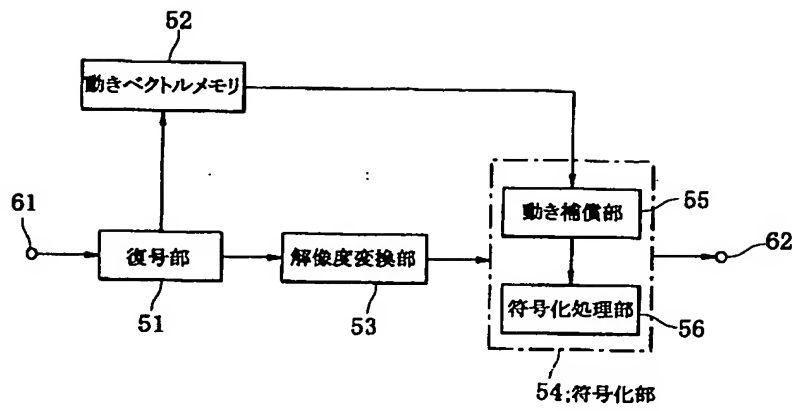 52
動きベクトルメモリ
61
復号部
51
解像度変換部
53
動き補償部
55
符号化処理部
56
62
54;符号化部